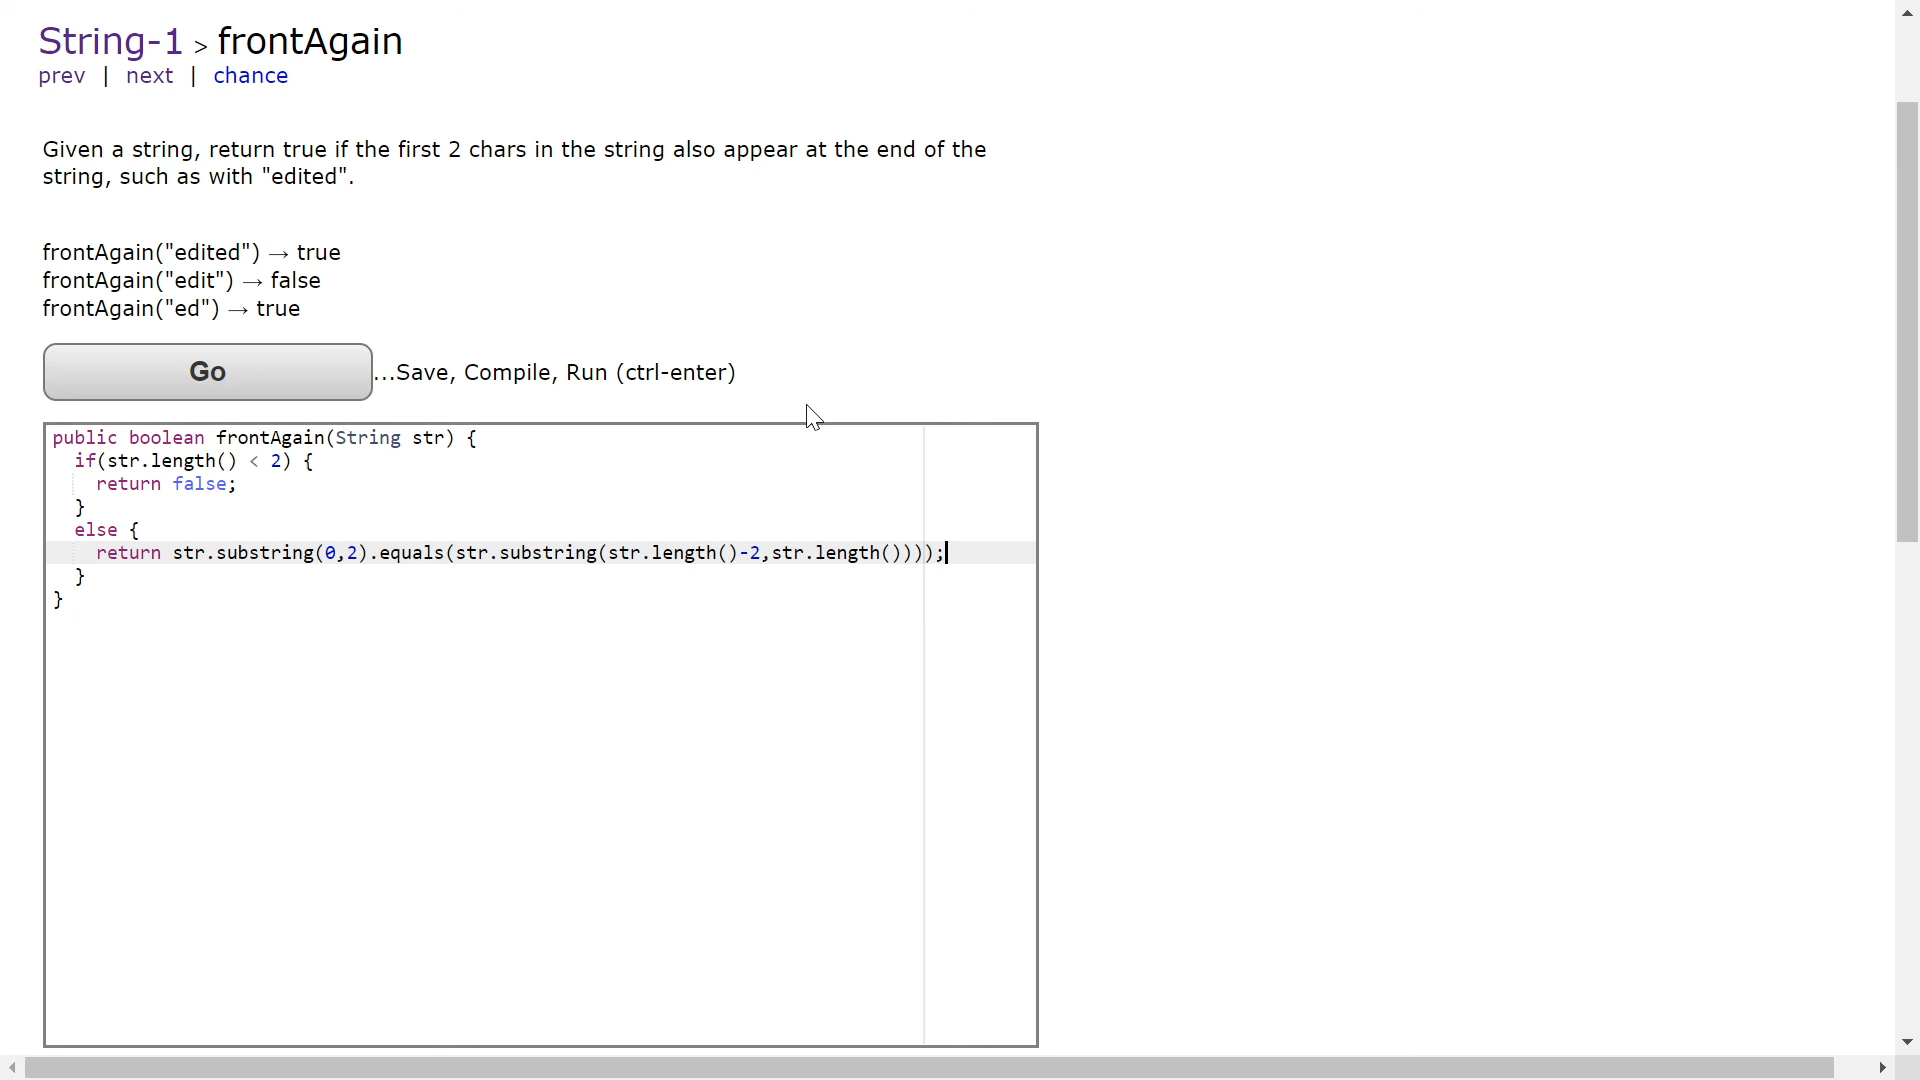 String-1 > frontAgain
prev | next | chance
Given a string, return true if the first 2 chars in the string also appear at the end of the
string, such as with "edited".
frontAgain("edited") → true
frontAgain("edit") → false
frontAgain("ed") → true
Go ...Save, Compile, Run (ctrl-enter)
public boolean frontAgain(String str) {
if(str.length() < 2) {
return false;
}
else {
return str.substring(0,2).equals(str.substring(str.length()-2,str.length())));
}
}